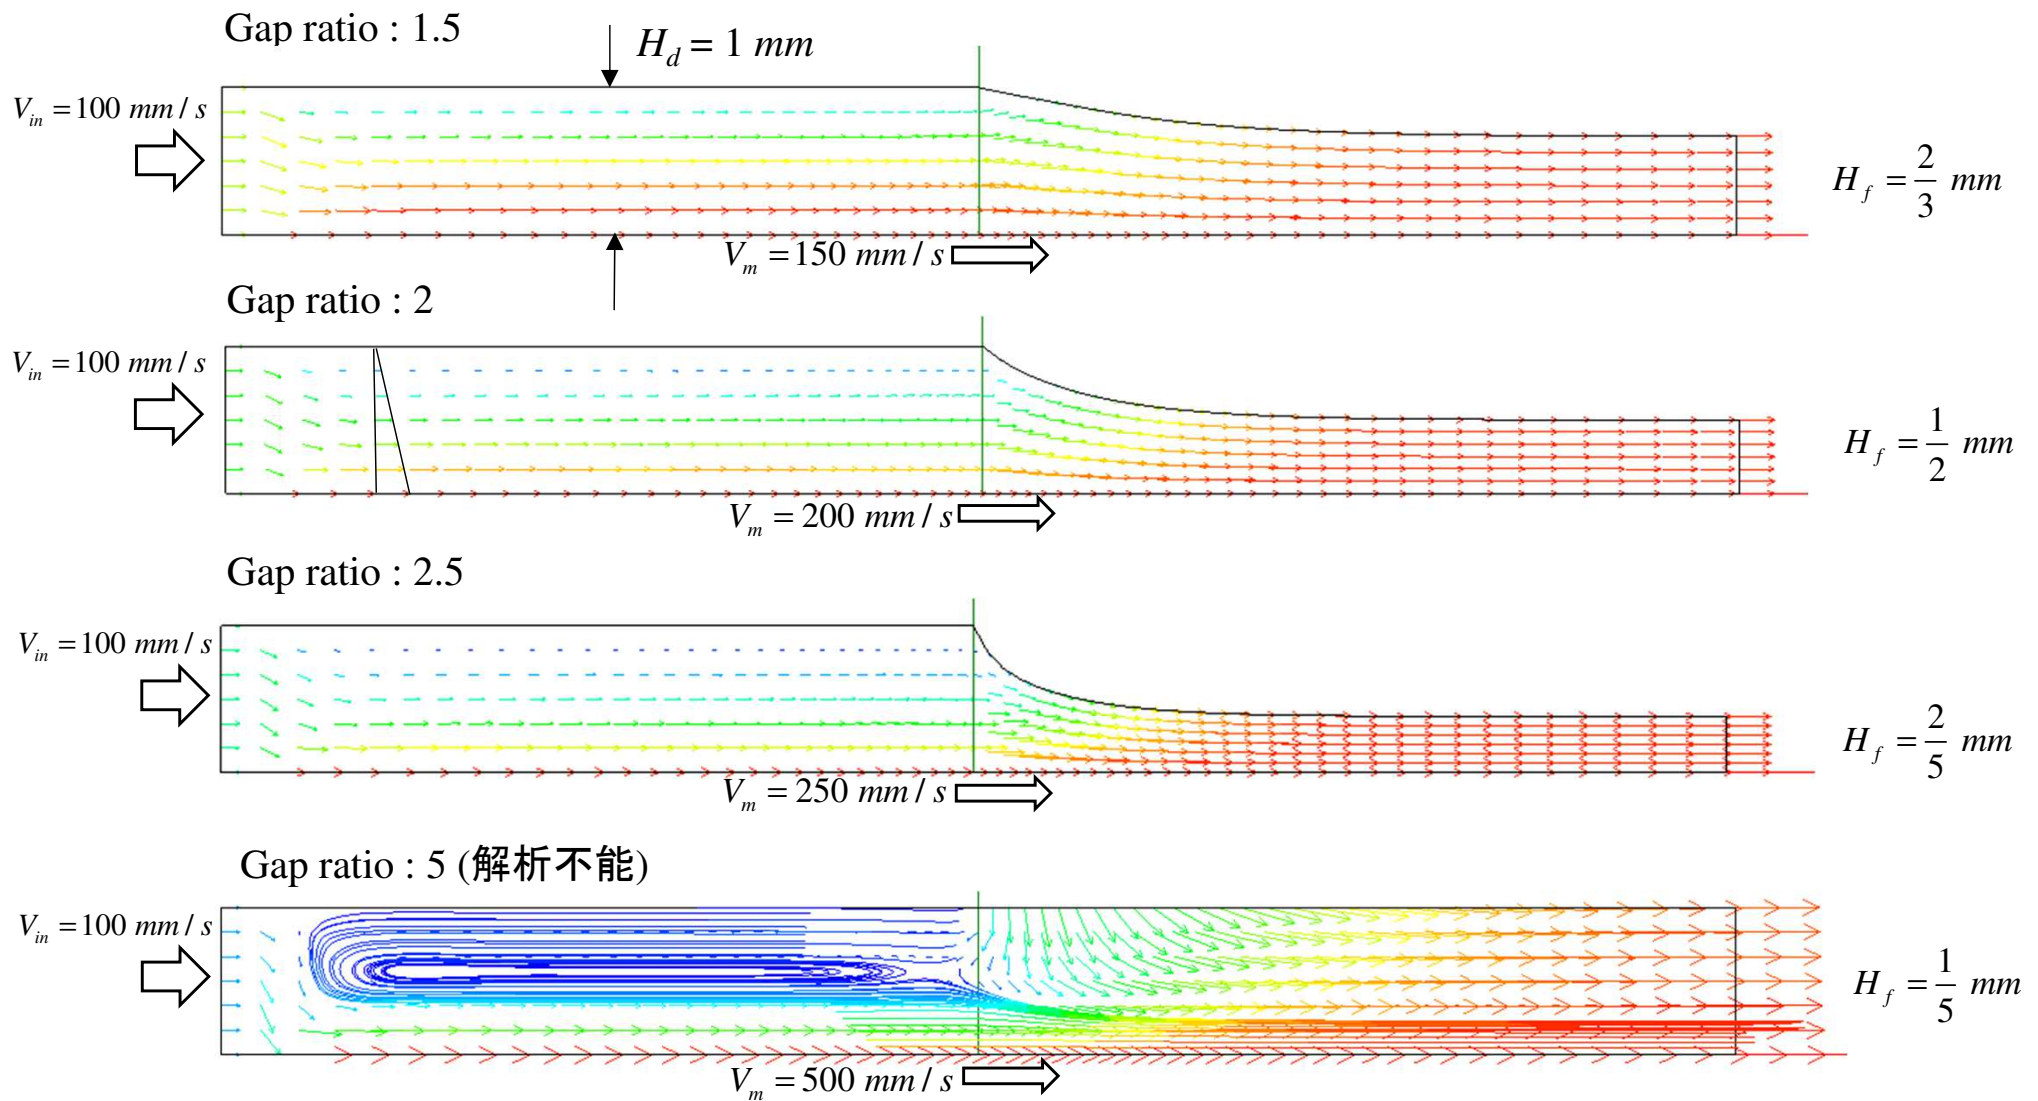 Gap ratio : 1.5
H_d = 1 mm
V_in = 100 mm / s
H_f = 2/3 mm
V_m = 150 mm / s
Gap ratio : 2
V_in = 100 mm / s
H_f = 1/2 mm
V_m = 200 mm / s
Gap ratio : 2.5
V_in = 100 mm / s
H_f = 2/5 mm
V_m = 250 mm / s
Gap ratio : 5 (解析不能)
V_in = 100 mm / s
H_f = 1/5 mm
V_m = 500 mm / s